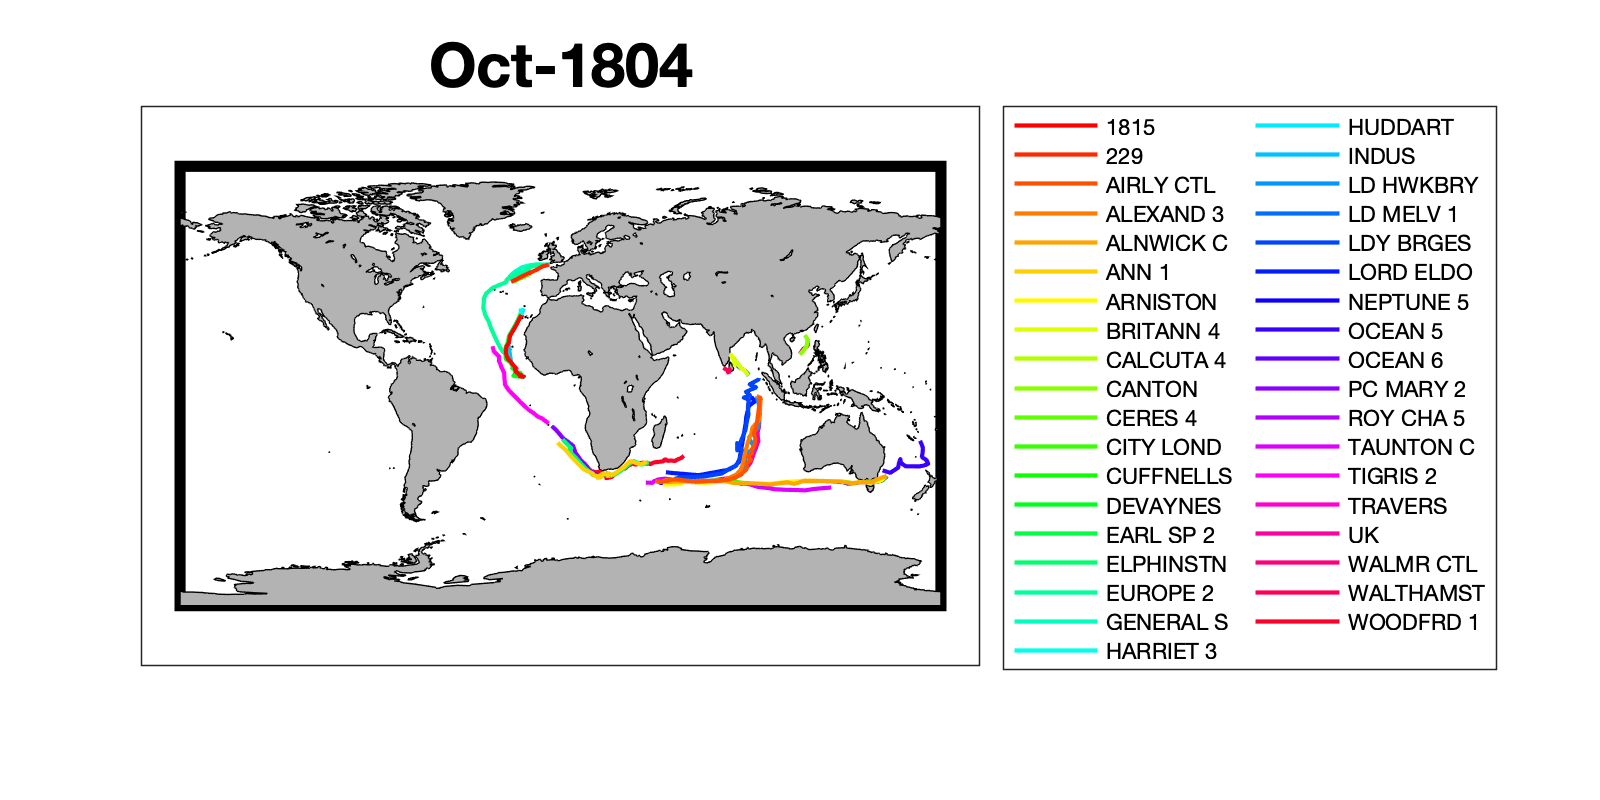 Oct-1804
1815
229
AIRLY CTL
ALEXAND 3
ALNWICK C
ANN 1
ARNISTON
BRITANN 4
CALCUTA 4
CANTON
CERES 4
CITY LOND
CUFFNELLS
DEVAYNES
EARL SP 2
ELPHINSTN
EUROPE 2
GENERAL S
HARRIET 3
HUDDART
INDUS
LD HWKBRY
LD MELV 1
LDY BRGES
LORD ELDO
NEPTUNE 5
OCEAN 5
OCEAN 6
PC MARY 2
ROY CHA 5
TAUNTON C
TIGRIS 2
TRAVERS
UK
WALMR CTL
WALTHAMST
WOODFRD 1